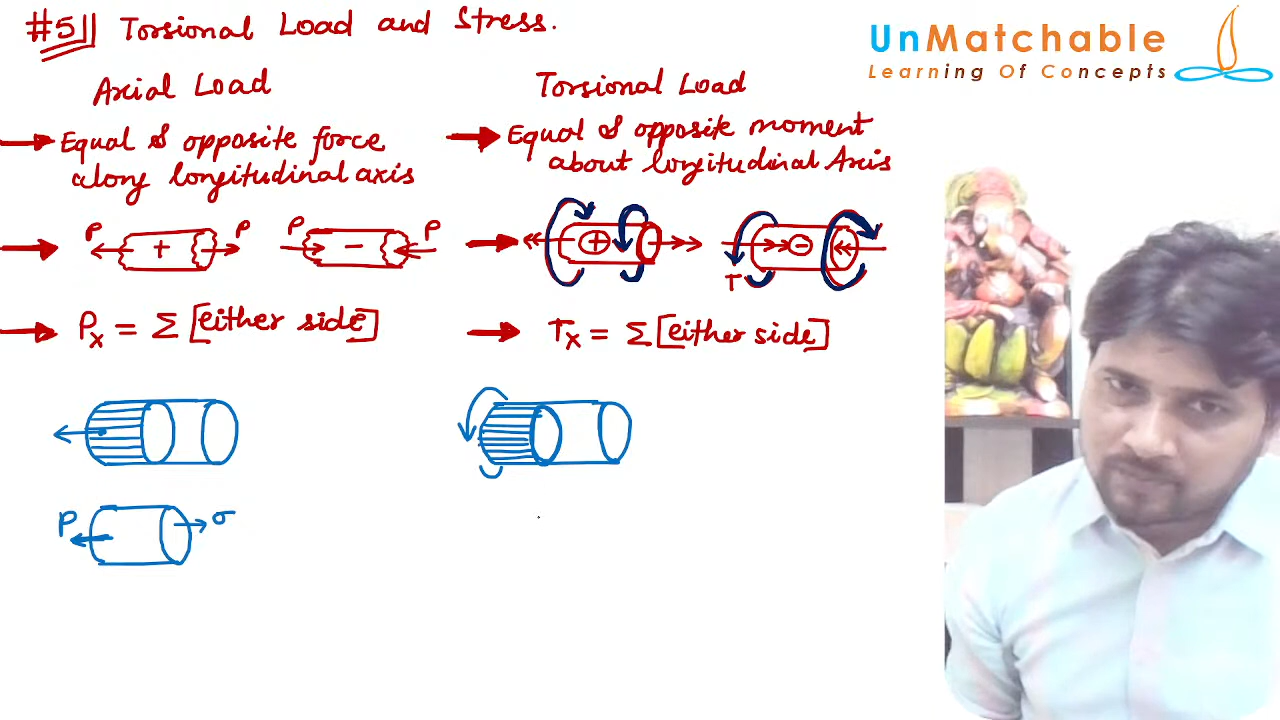 #5 Torsional Load and Stress.
UnMatchable
Learning Of Concepts
Axial Load
→ Equal & opposite force
along longitudinal axis
P P P P
+ -
→ Pₓ = Σ [either side]
P σ
Torsional Load
→ Equal & opposite moment
about longitudinal Axis
+ -
T
→ Tₓ = Σ [either side]